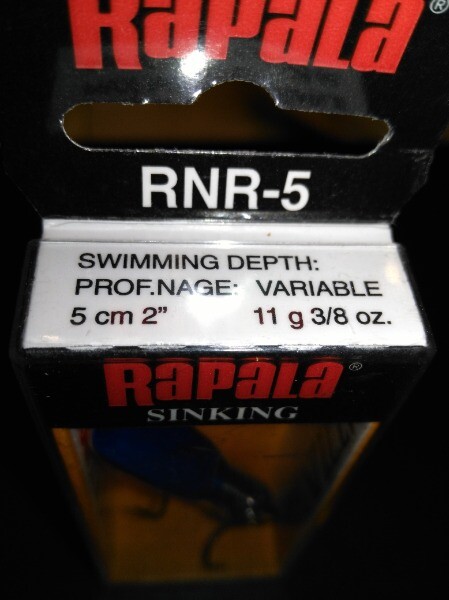 RAPALA®
RNR-5
SWIMMING DEPTH:
PROF.NAGE: VARIABLE
5 cm 2" 11 g 3/8 oz.
RAPALA®
SINKING